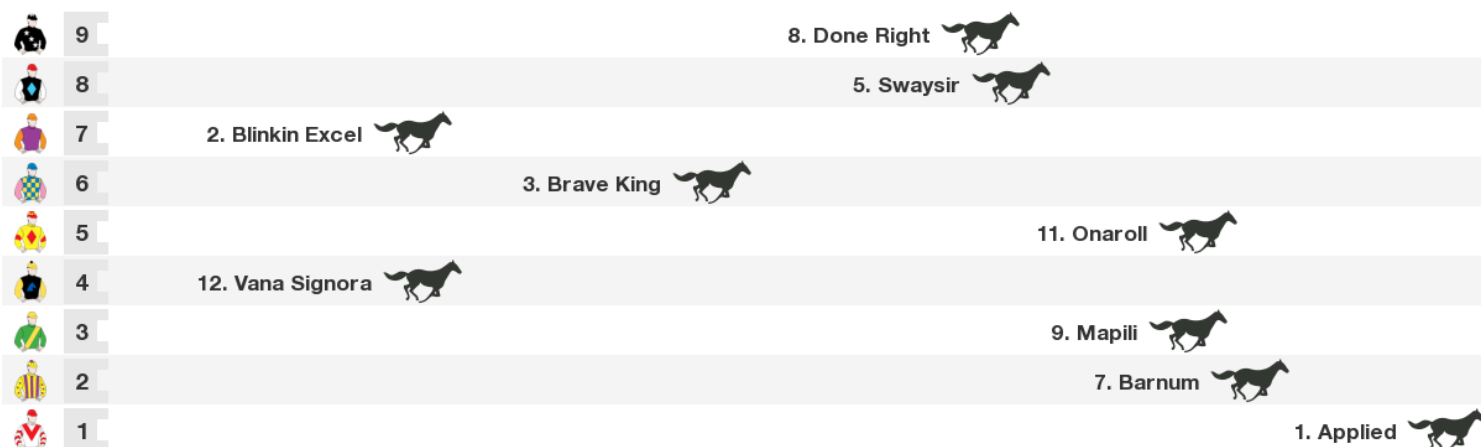 9 8. Done Right
8 5. Swaysir
7 2. Blinkin Excel
6 3. Brave King
5 11. Onaroll
4 12. Vana Signora
3 9. Mapili
2 7. Barnum
1 1. Applied